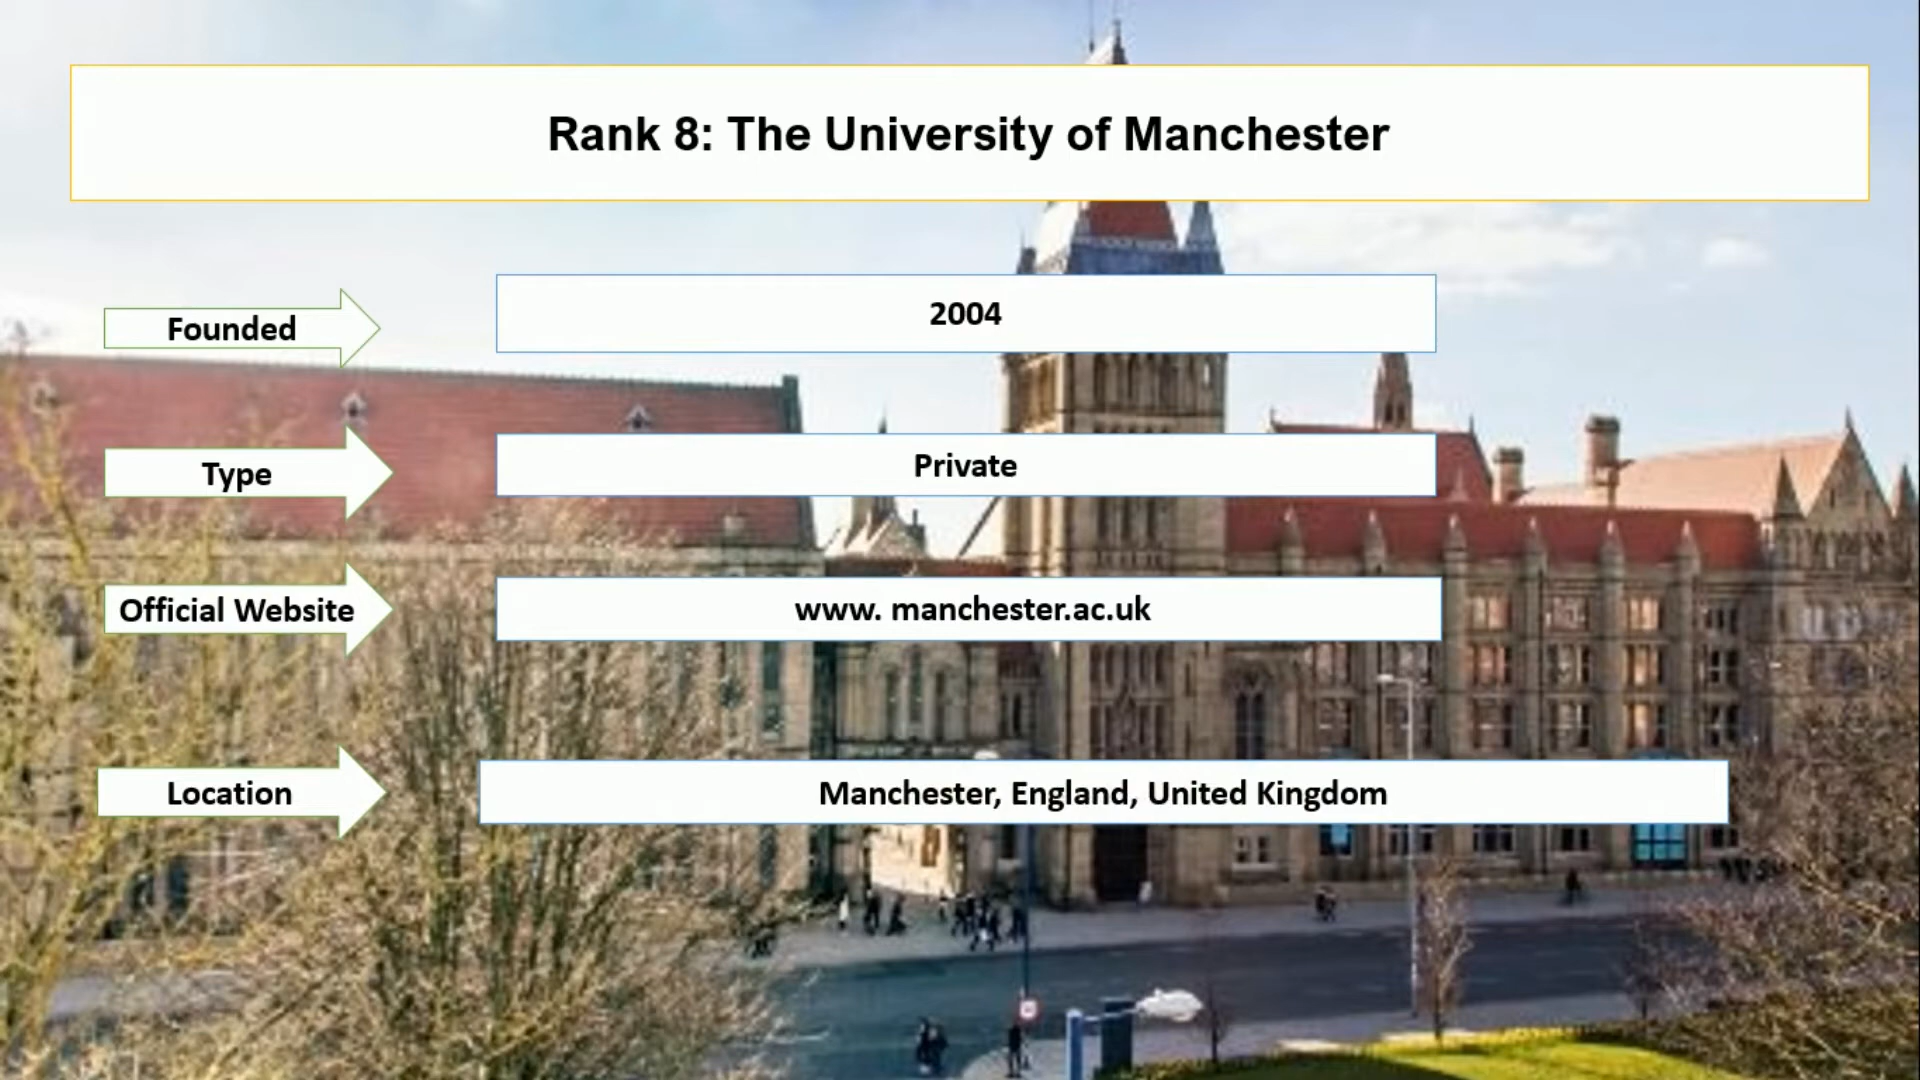 Rank 8: The University of Manchester
Founded
2004
Type
Private
Official Website
www. manchester.ac.uk
Location
Manchester, England, United Kingdom